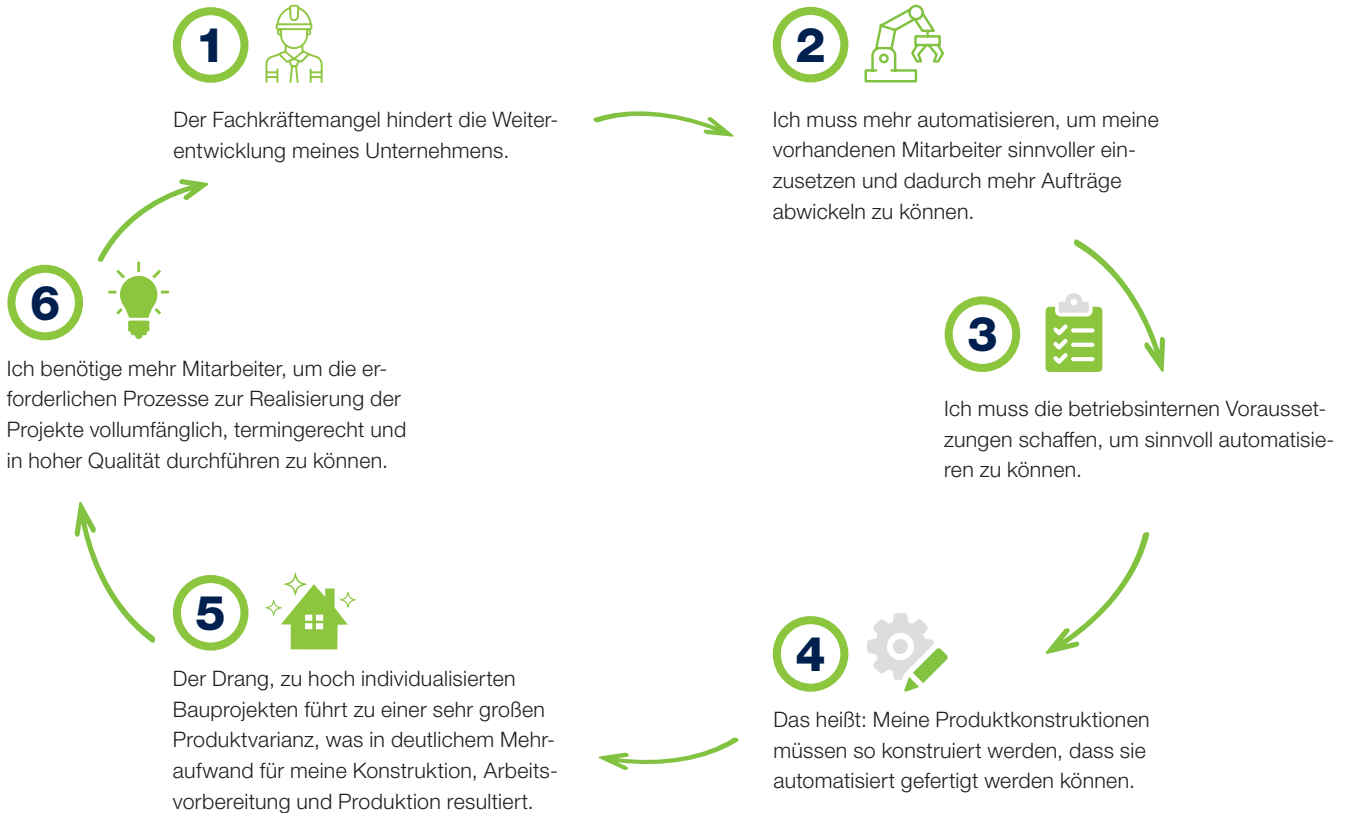 1
Der Fachkräftemangel hindert die Weiter-
entwicklung meines Unternehmens.
2
Ich muss mehr automatisieren, um meine
vorhandenen Mitarbeiter sinnvoller ein-
zusetzen und dadurch mehr Aufträge
abwickeln zu können.
3
Ich muss die betriebsinternen Vorausset-
zungen schaffen, um sinnvoll automatisie-
ren zu können.
4
Das heißt: Meine Produktkonstruktionen
müssen so konstruiert werden, dass sie
automatisiert gefertigt werden können.
5
Der Drang, zu hoch individualisierten
Bauprojekten führt zu einer sehr großen
Produktvarianz, was in deutlichem Mehr-
aufwand für meine Konstruktion, Arbeits-
vorbereitung und Produktion resultiert.
6
Ich benötige mehr Mitarbeiter, um die er-
forderlichen Prozesse zur Realisierung der
Projekte vollumfänglich, termingerecht und
in hoher Qualität durchführen zu können.